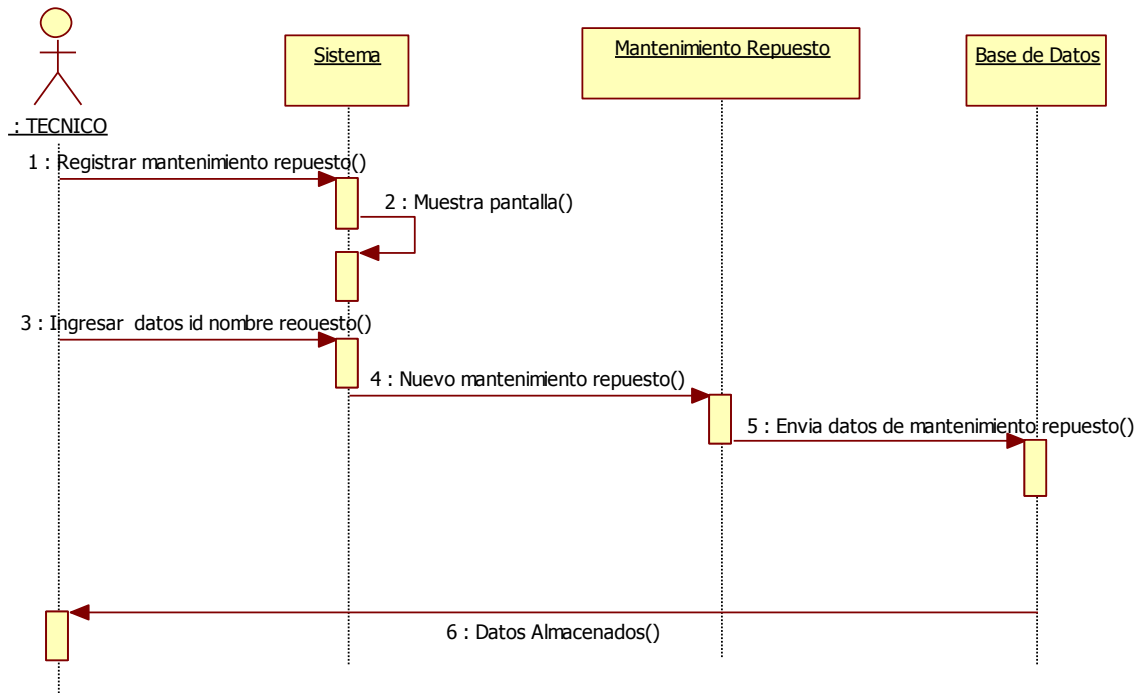 Sistema
Mantenimiento Repuesto
Base de Datos
: TECNICO
1 : Registrar mantenimiento repuesto()
2 : Muestra pantalla()
3 : Ingresar datos id nombre reouesto()
4 : Nuevo mantenimiento repuesto()
5 : Envia datos de mantenimiento repuesto()
6 : Datos Almacenados()